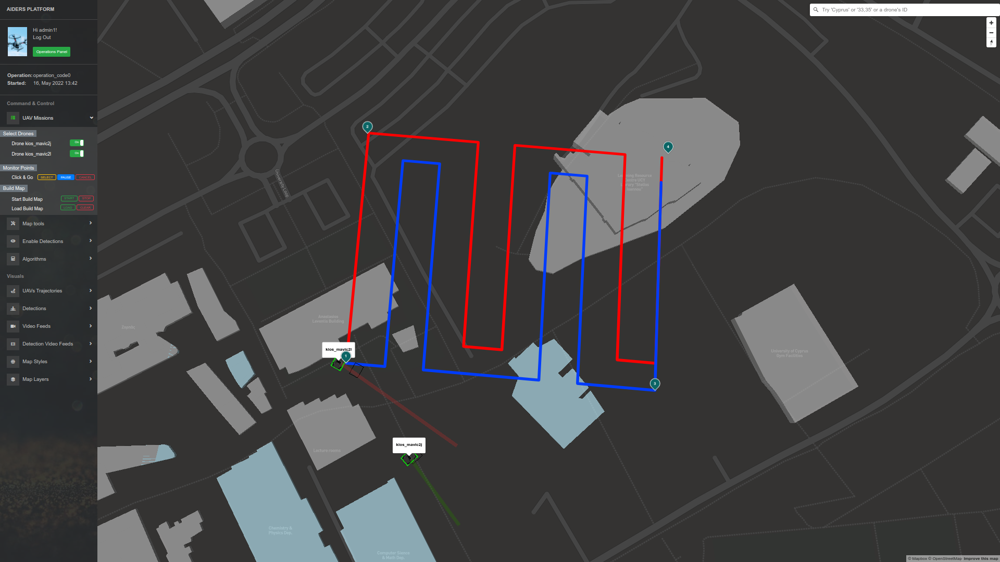 AIDERS PLATFORM
Hi admin1!
Log Out
Operations Panel
Operation: operation_code0
Started: 16, May 2022 13:42
Command & Control
UAV Missions
Select Drones
Drone kios_mavic2j On
Drone kios_mavic2l On
Monitor Points
Click & Go SELECT PAUSE CANCEL
Build Map
Start Build Map START STOP
Load Build Map LOAD CLEAR
Map tools
Enable Detections
Algorithms
Visuals
UAVs Trajectories
Detections
Video Feeds
Detection Video Feeds
Map Styles
Map Layers
Try 'Cyprus' or '33,35' or a drone's ID
2
4
University Loop
Learning Resource
Centre UCY
Library "Stelios
Ioannou"
Anastasios
Leventis Building
Zapntic
kios_mavic2l
1
University of Cyprus
Gym Facilities
3
kios_mavic2j
Lecture rooms
Chemistry &
Physics Dep.
Computer Sience
& Math Dep.
© Mapbox © OpenStreetMap Improve this map